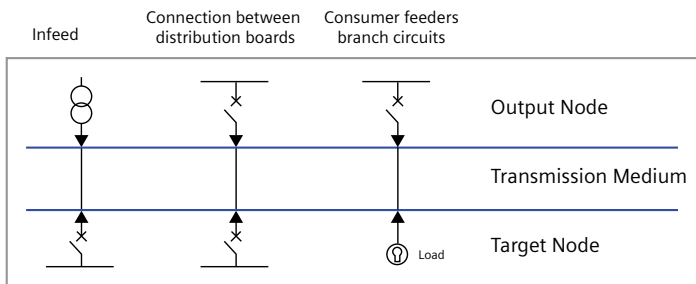 Infeed
Connection between
distribution boards
Consumer feeders
branch circuits
Output Node
Transmission Medium
Target Node
Load